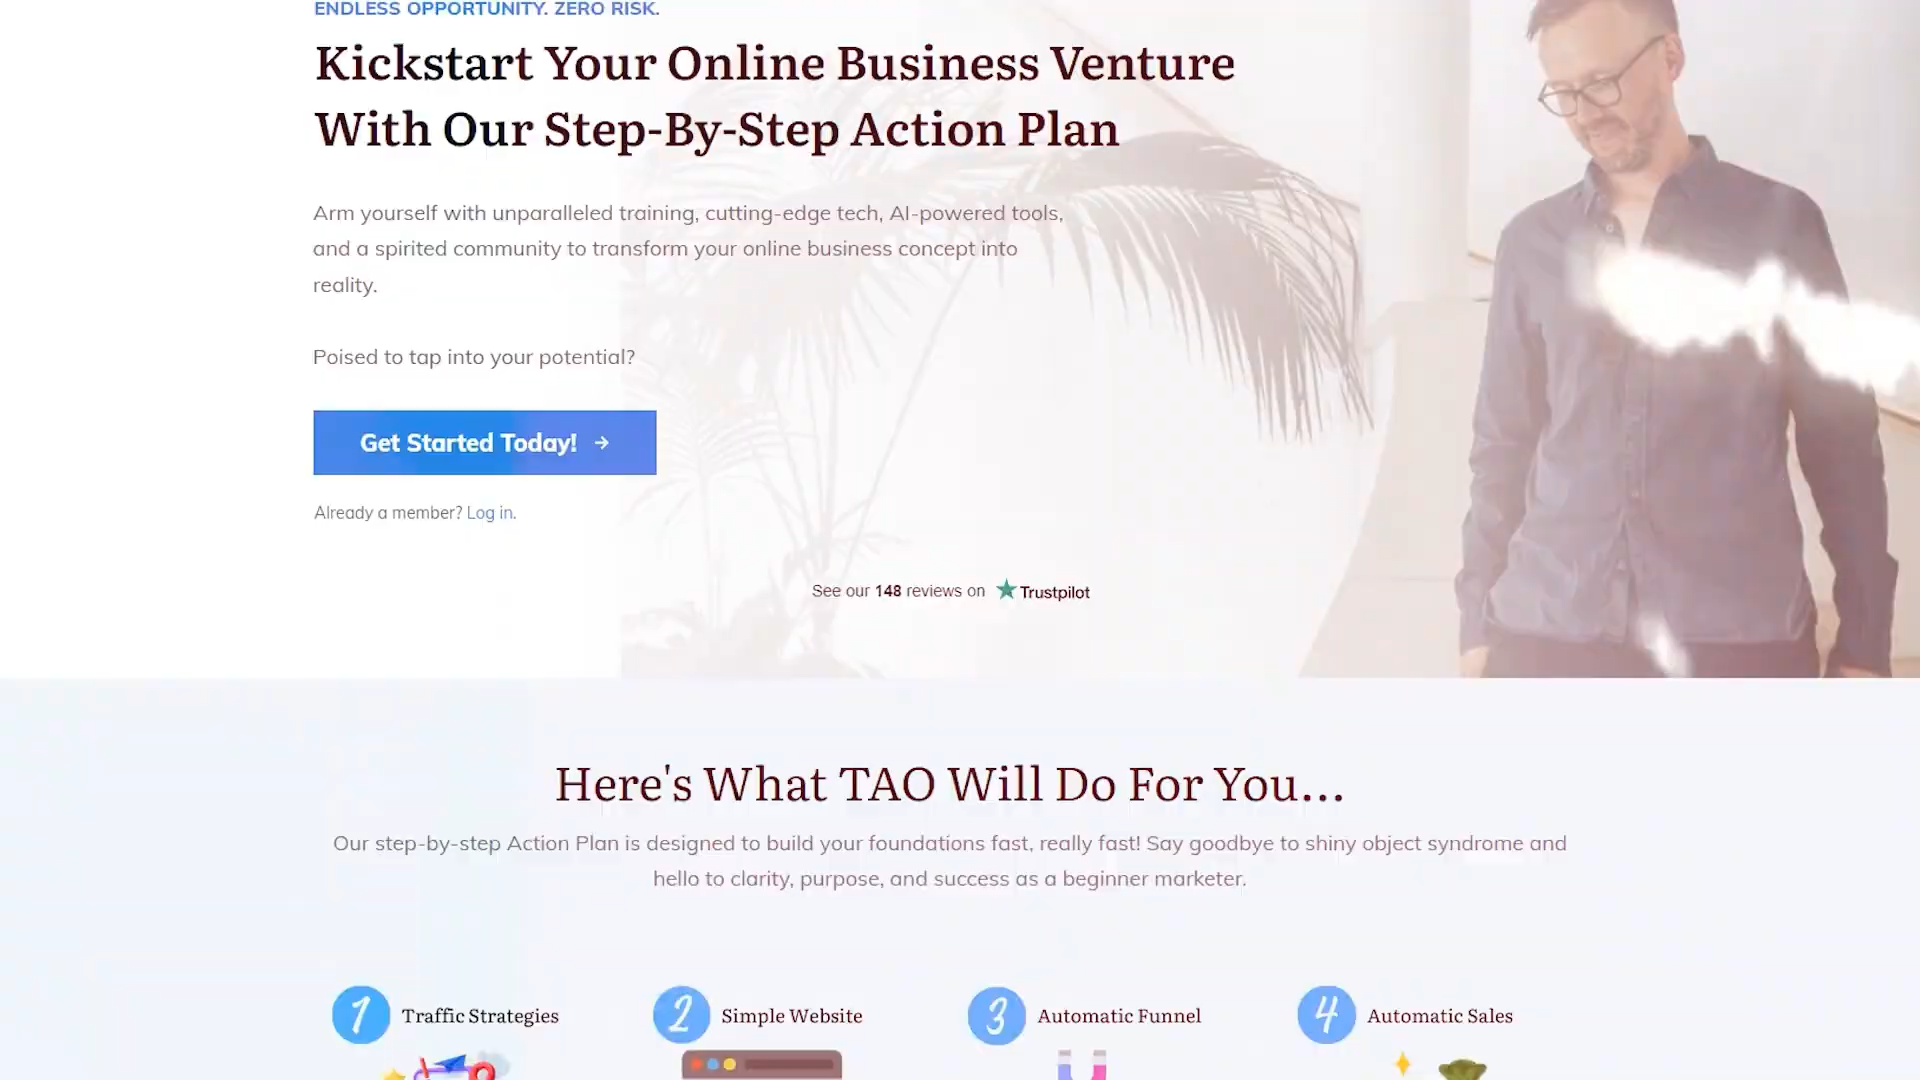 ENDLESS OPPORTUNITY. ZERO RISK.
Kickstart Your Online Business Venture
With Our Step-By-Step Action Plan
Arm yourself with unparalleled training, cutting-edge tech, AI-powered tools,
and a spirited community to transform your online business concept into
reality.
Poised to tap into your potential?
Get Started Today! →
Already a member? Log in.
See our 148 reviews on Trustpilot
Here's What TAO Will Do For You...
Our step-by-step Action Plan is designed to build your foundations fast, really fast! Say goodbye to shiny object syndrome and
hello to clarity, purpose, and success as a beginner marketer.
1 Traffic Strategies
2 Simple Website
3 Automatic Funnel
4 Automatic Sales